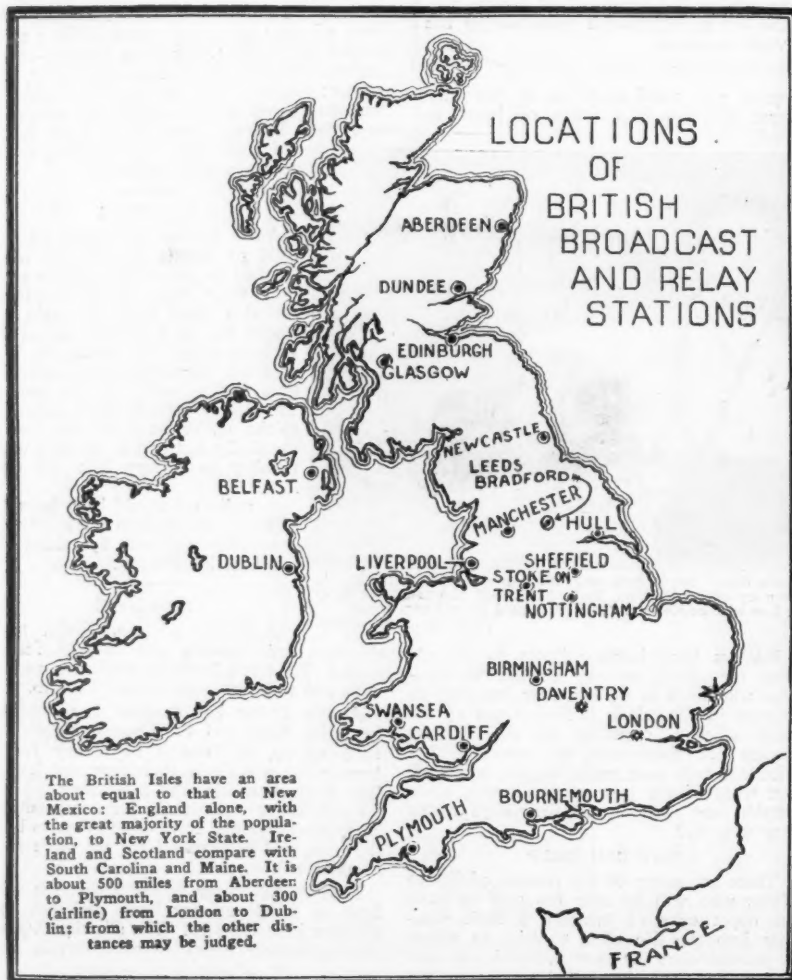 LOCATIONS
OF
BRITISH
BROADCAST
AND RELAY
STATIONS
ABERDEEN
DUNDEE
EDINBURGH
GLASGOW
NEWCASTLE
LEEDS
BRADFORD
MANCHESTER
HULL
BELFAST
DUBLIN
LIVERPOOL
SHEFFIELD
STOKE ON
TRENT
NOTTINGHAM
BIRMINGHAM
DAVENTRY
SWANSEA
CARDIFF
LONDON
BOURNEMOUTH
PLYMOUTH
FRANCE
The British Isles have an area
about equal to that of New
Mexico: England alone, with
the great majority of the popula-
tion, to New York State. Ire-
land and Scotland compare with
South Carolina and Maine. It is
about 500 miles from Aberdeen
to Plymouth, and about 300
(airline) from London to Dub-
lin; from which the other dis-
tances may be judged.